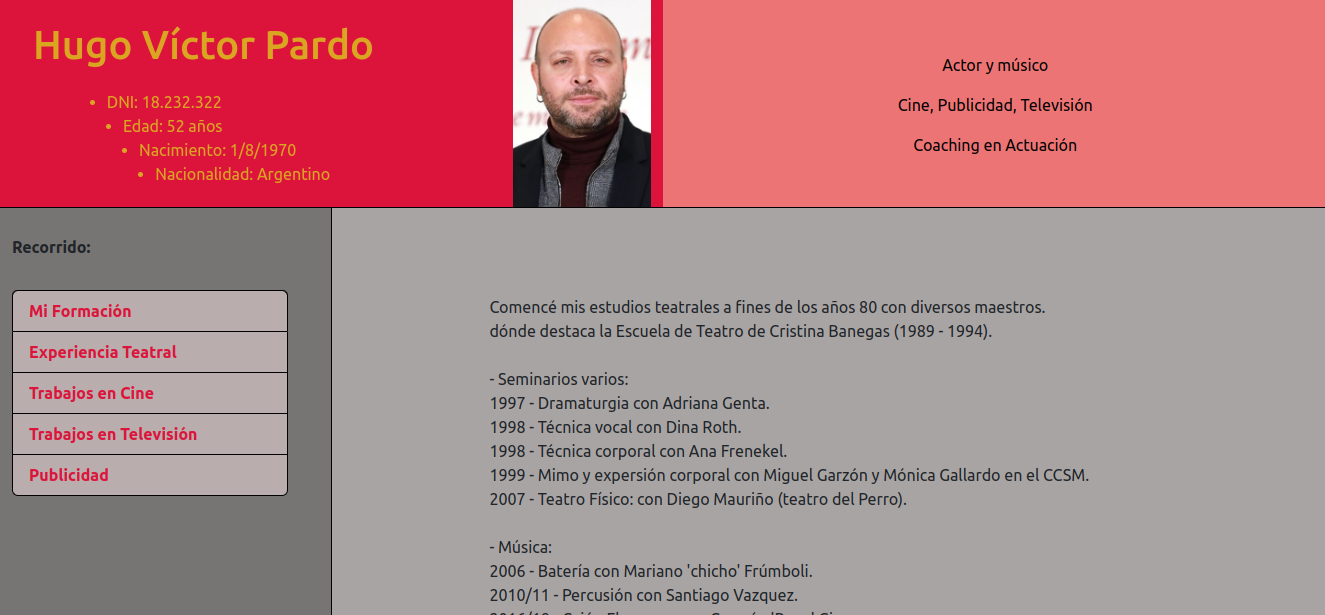 Hugo Víctor Pardo
• DNI: 18.232.322
• Edad: 52 años
• Nacimiento: 1/8/1970
• Nacionalidad: Argentino
Actor y músico
Cine, Publicidad, Televisión
Coaching en Actuación
Recorrido:
Mi Formación
Experiencia Teatral
Trabajos en Cine
Trabajos en Televisión
Publicidad
Comencé mis estudios teatrales a fines de los años 80 con diversos maestros.
dónde destaca la Escuela de Teatro de Cristina Banegas (1989 - 1994).
- Seminarios varios:
1997 - Dramaturgia con Adriana Genta.
1998 - Técnica vocal con Dina Roth.
1998 - Técnica corporal con Ana Frenekel.
1999 - Mimo y expersión corporal con Miguel Garzón y Mónica Gallardo en el CCSM.
2007 - Teatro Físico: con Diego Mauriño (teatro del Perro).
- Música:
2006 - Batería con Mariano 'chicho' Frúmboli.
2010/11 - Percusión con Santiago Vazquez.